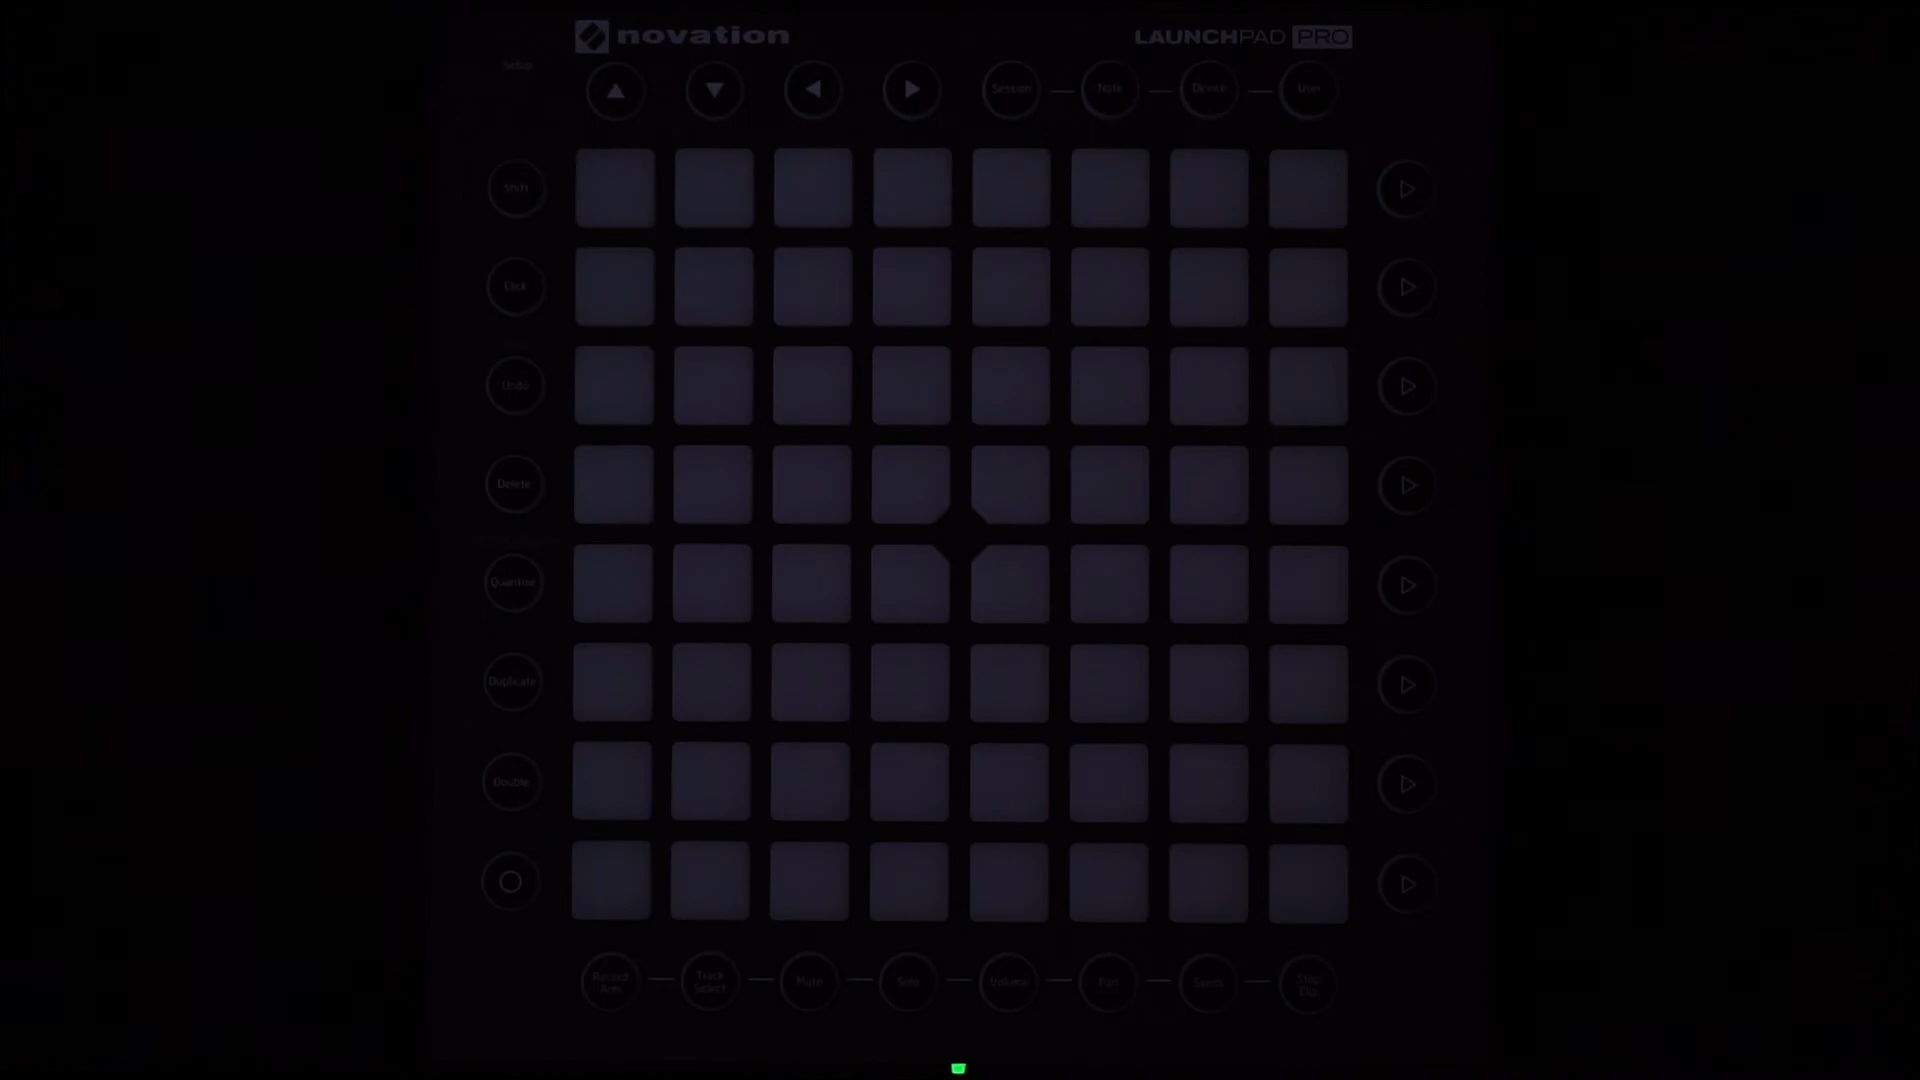 novation
LAUNCHPAD PRO
Setup
Session
Note
Device
User
Shift
Click
Undo
Delete
Quantise
Duplicate
Double
Record
Arm
Track
Select
Mute
Solo
Volume
Pan
Sends
Stop
Clip